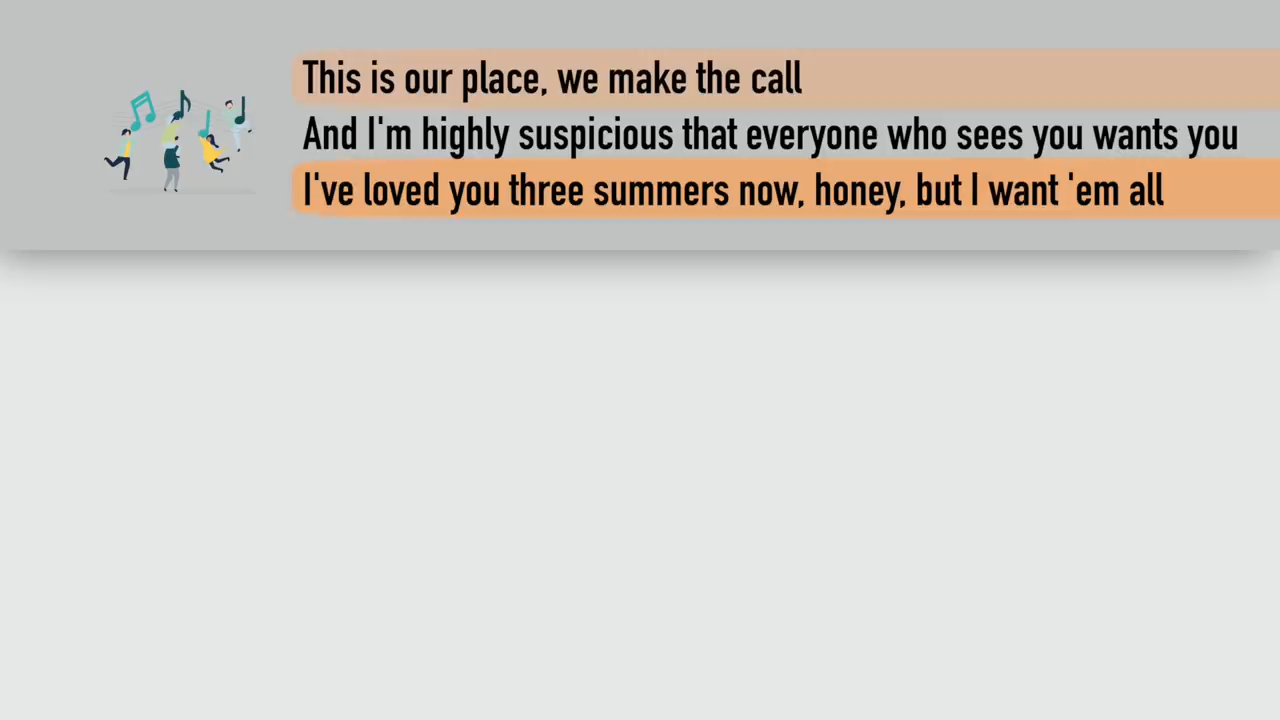 This is our place, we make the call
And I'm highly suspicious that everyone who sees you wants you
I've loved you three summers now, honey, but I want 'em all